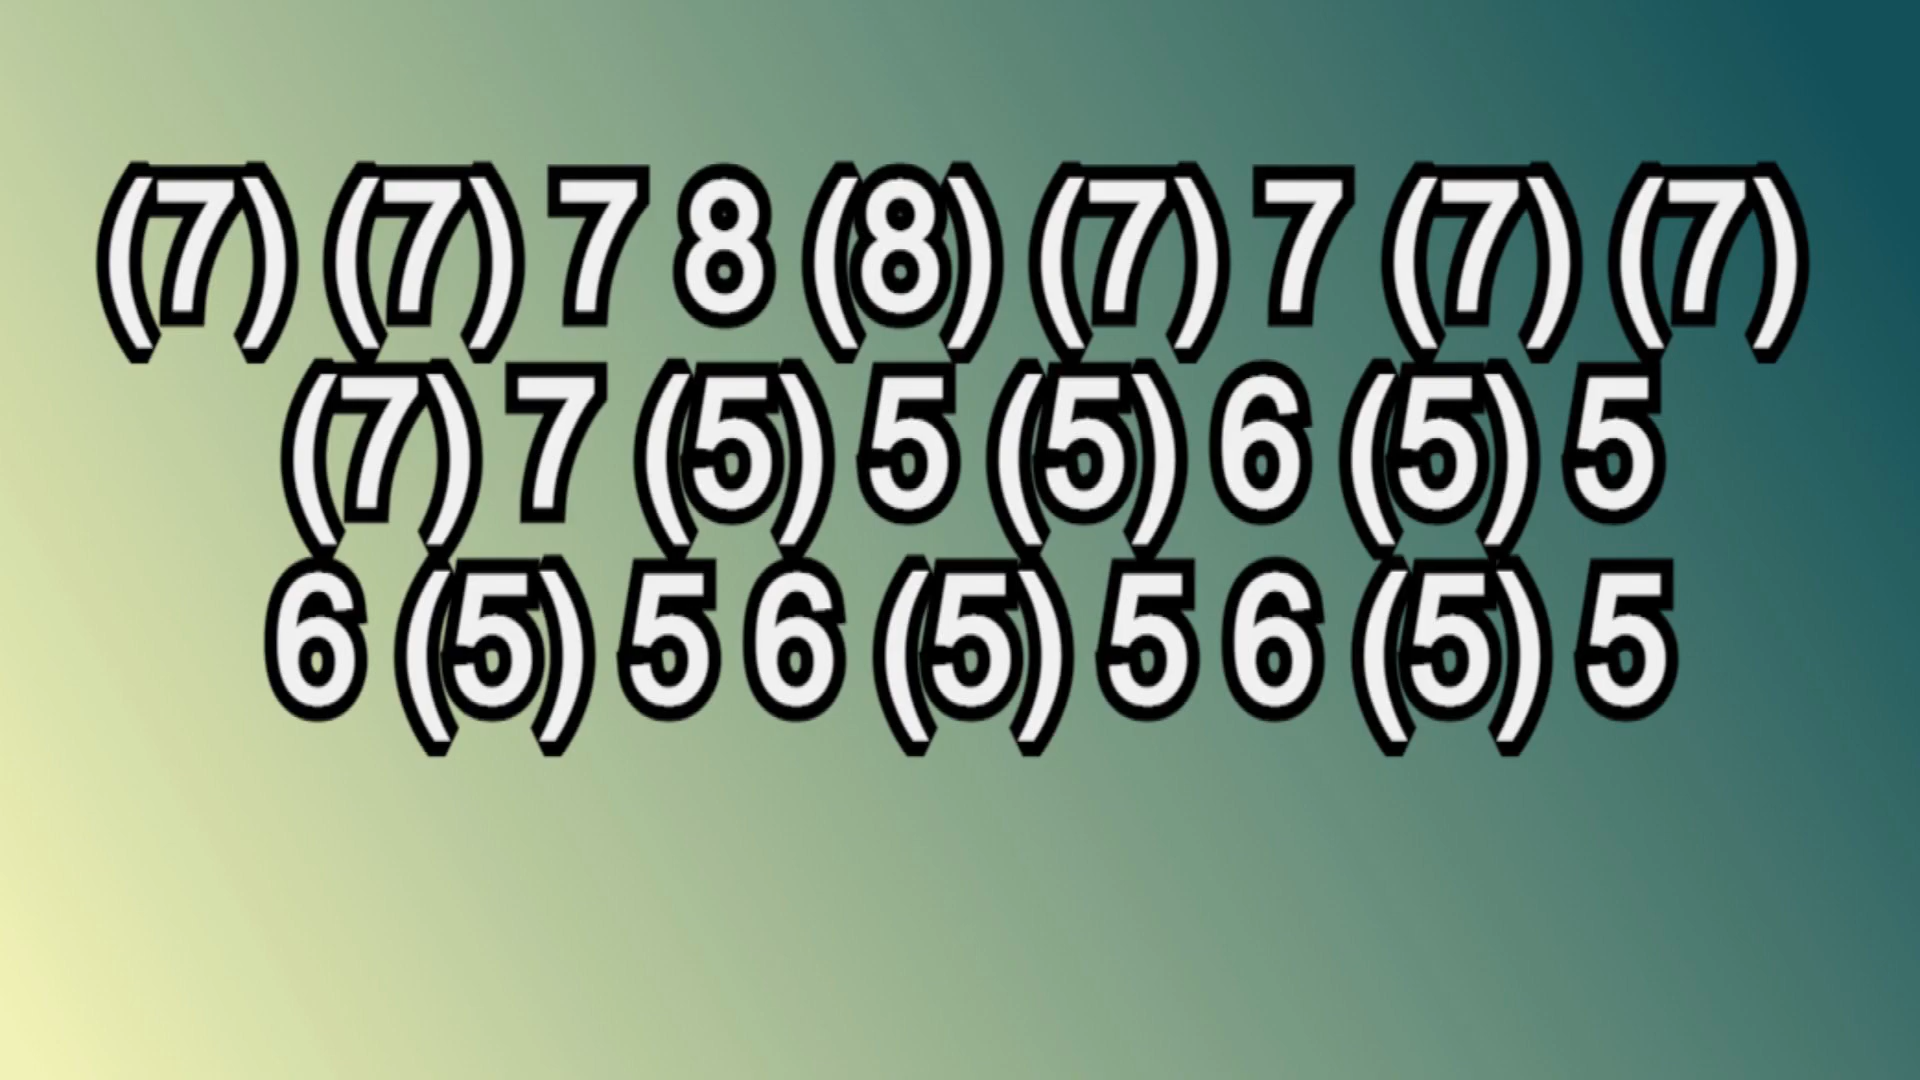 (7) (7) 7 8 (8) (7) 7 (7) (7)
(7) 7 (5) 5 (5) 6 (5) 5
6 (5) 5 6 (5) 5 6 (5) 5